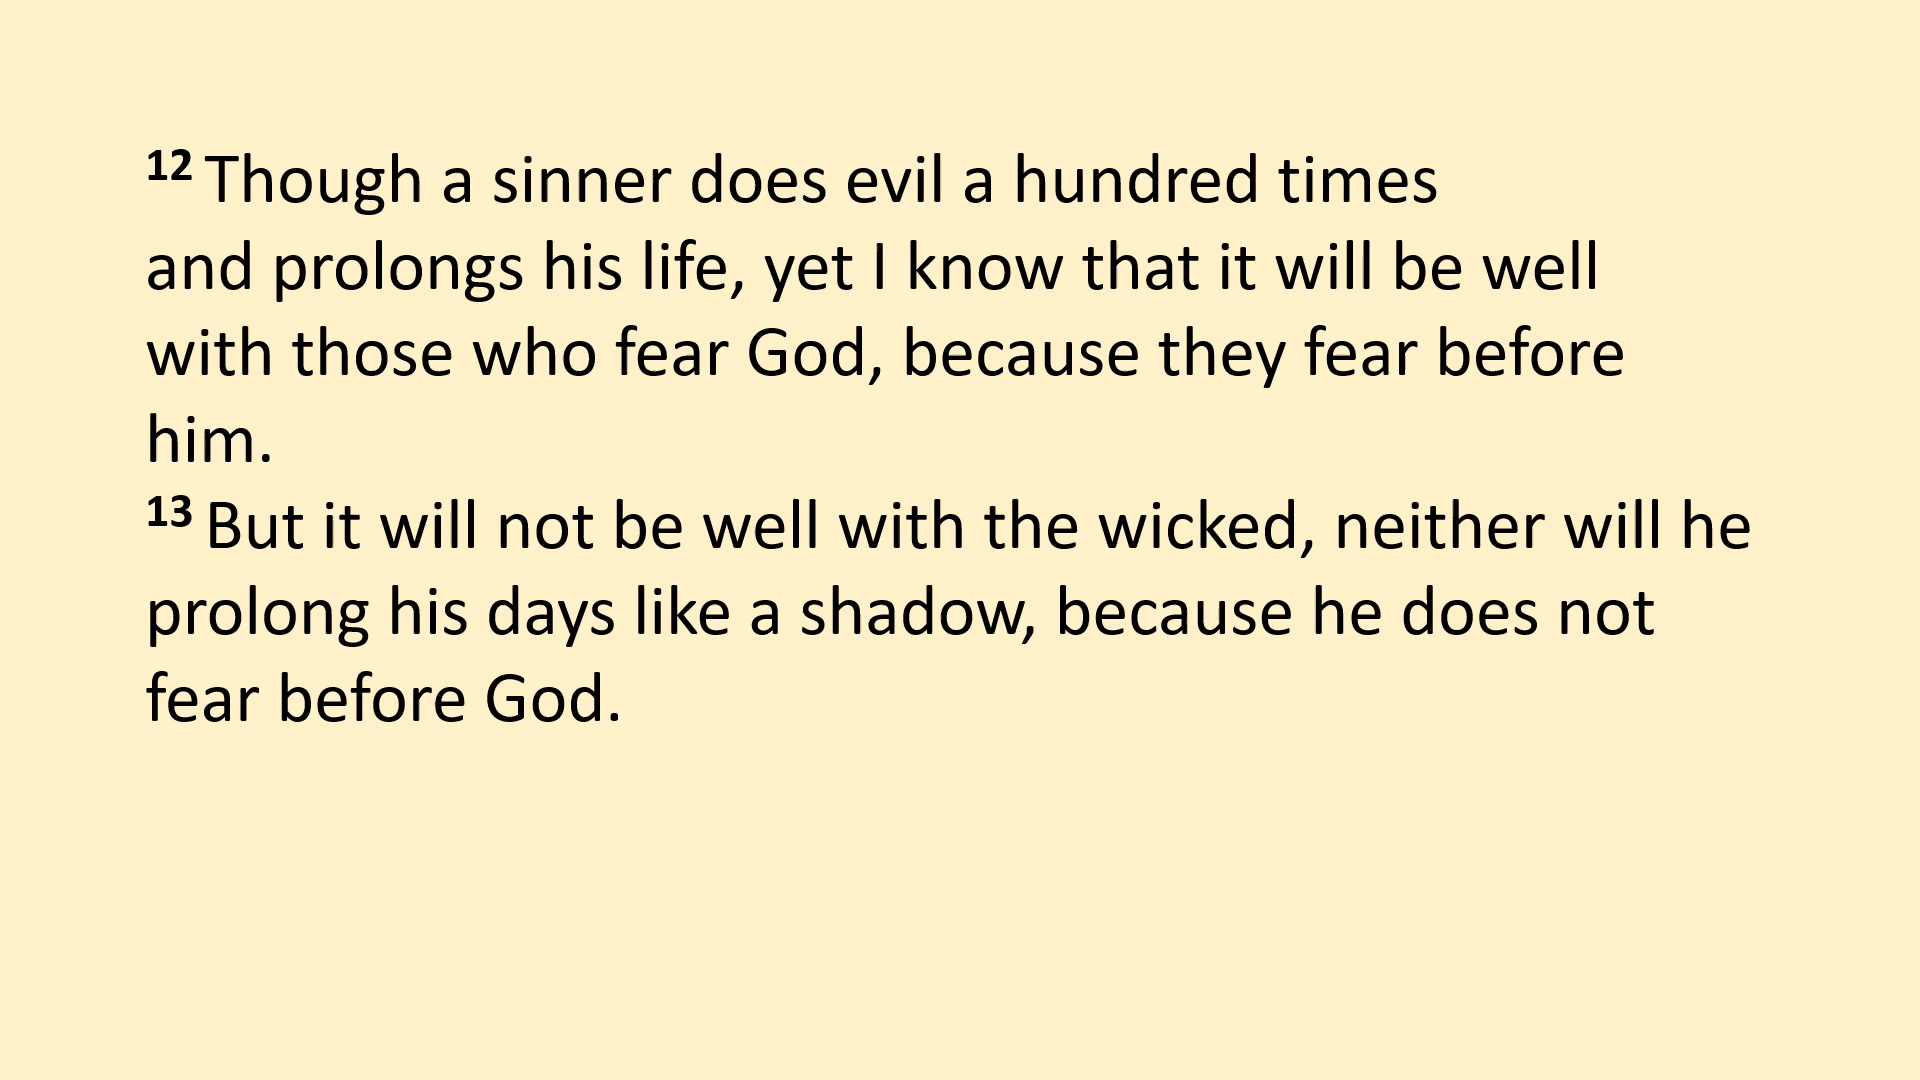 12 Though a sinner does evil a hundred times
and prolongs his life, yet I know that it will be well
with those who fear God, because they fear before
him.
13 But it will not be well with the wicked, neither will he
prolong his days like a shadow, because he does not
fear before God.